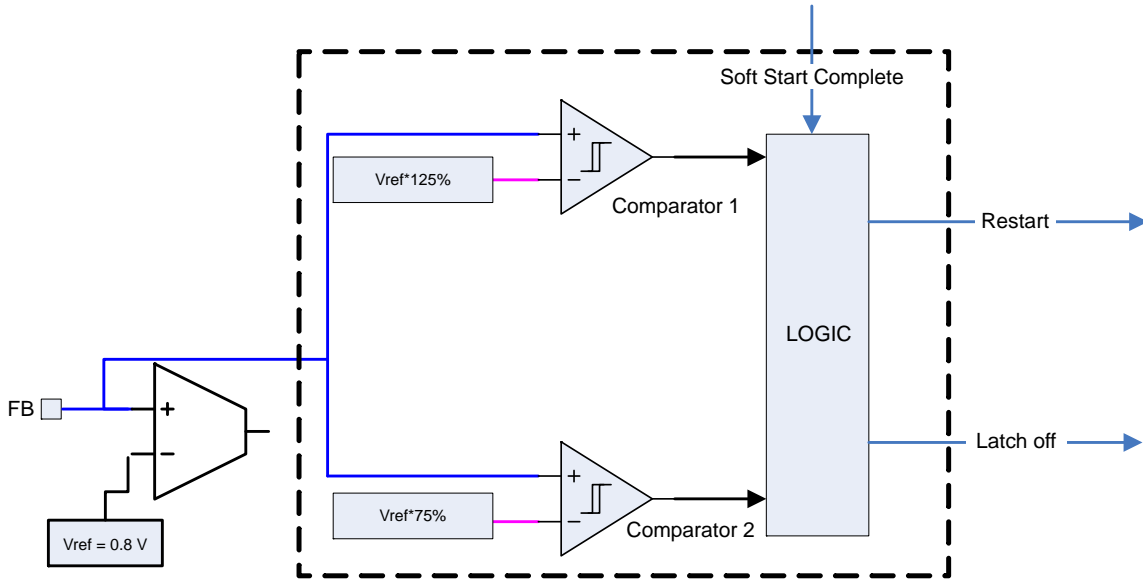 Soft Start Complete
+
Vref*125%
−
Comparator 1
Restart
LOGIC
FB
+
−
Vref = 0.8 V
Latch off
+
Vref*75%
−
Comparator 2